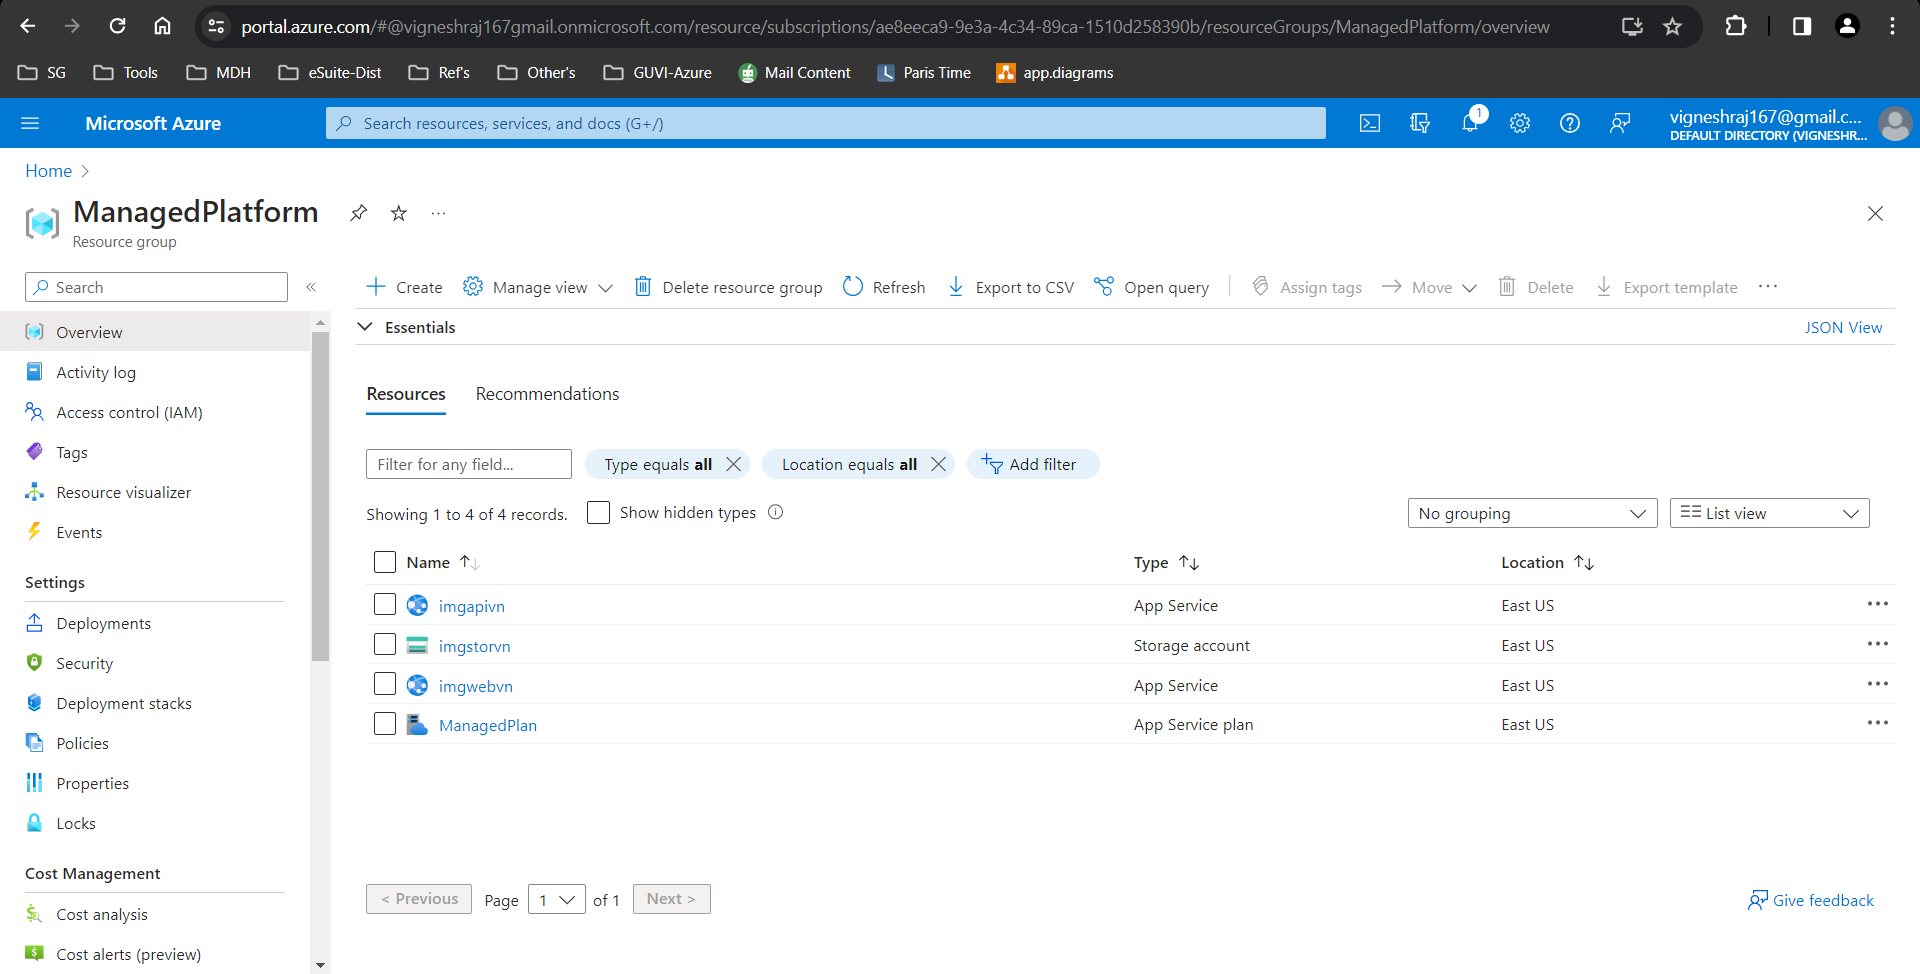 portal.azure.com/#@vigneshraj167gmail.onmicrosoft.com/resource/subscriptions/ae8eeca9-9e3a-4c34-89ca-1510d258390b/resourceGroups/ManagedPlatform/overview
SG Tools MDH eSuite-Dist Ref's Other's GUVI-Azure Mail Content Paris Time app.diagrams
Microsoft Azure
Search resources, services, and docs (G+/)
1
vigneshraj167@gmail.c...
DEFAULT DIRECTORY (VIGNESHR...
Home
ManagedPlatform
Resource group
Search
Overview
Activity log
Access control (IAM)
Tags
Resource visualizer
Events
Settings
Deployments
Security
Deployment stacks
Policies
Properties
Locks
Cost Management
Cost analysis
Cost alerts (preview)
Create Manage view Delete resource group Refresh Export to CSV Open query Assign tags Move Delete Export template
Essentials JSON View
Resources Recommendations
Filter for any field... Type equals all Location equals all Add filter
Showing 1 to 4 of 4 records. Show hidden types No grouping List view
Name Type Location
imgapivn App Service East US
imgstorvn Storage account East US
imgwebvn App Service East US
ManagedPlan App Service plan East US
< Previous Page 1 of 1 Next > Give feedback